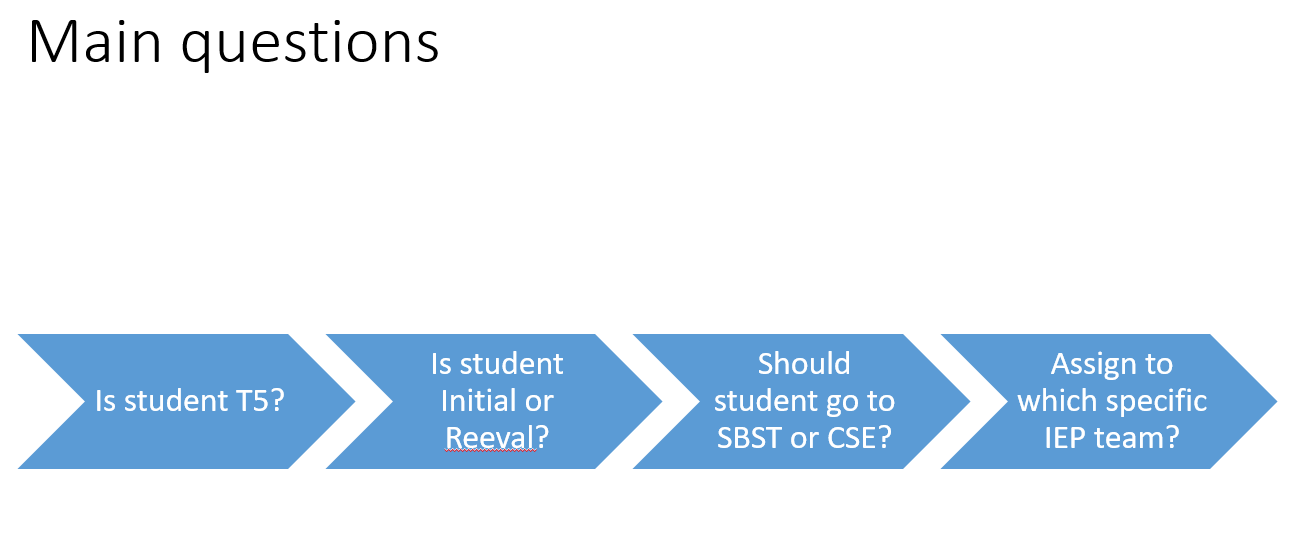 Main questions
Is student T5?
Is student
Initial or
Reeval?
Should
student go to
SBST or CSE?
Assign to
which specific
IEP team?